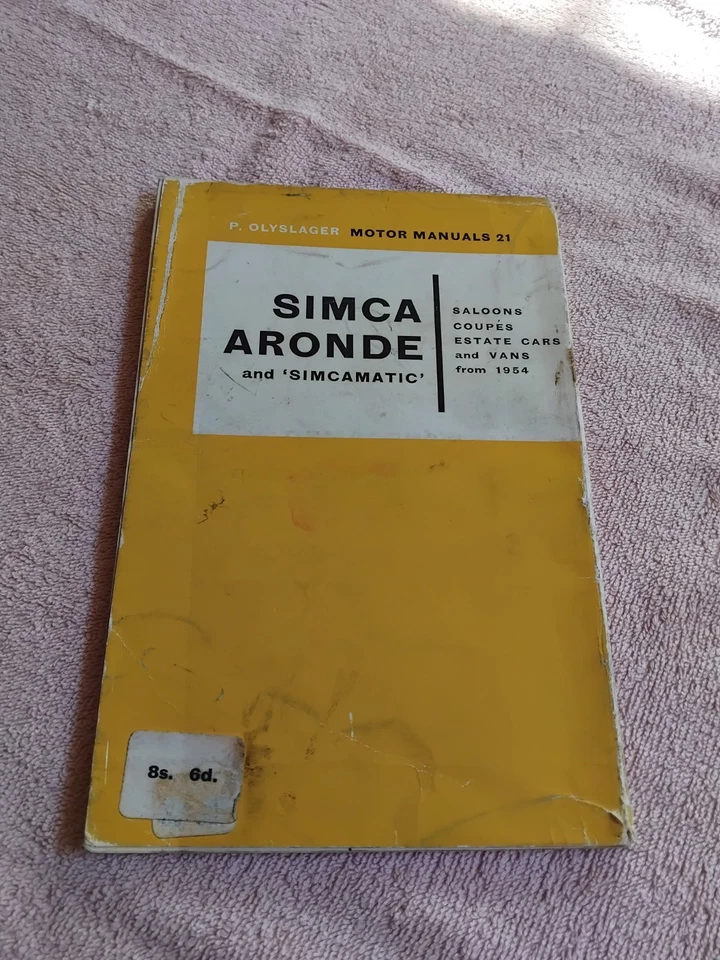 P. OLYSLAGER MOTOR MANUALS 21
SIMCA
ARONDE
and ‘SIMCAMATIC’
SALOONS
COUPÉS
ESTATE CARS
and VANS
from 1954
8s. 6d.